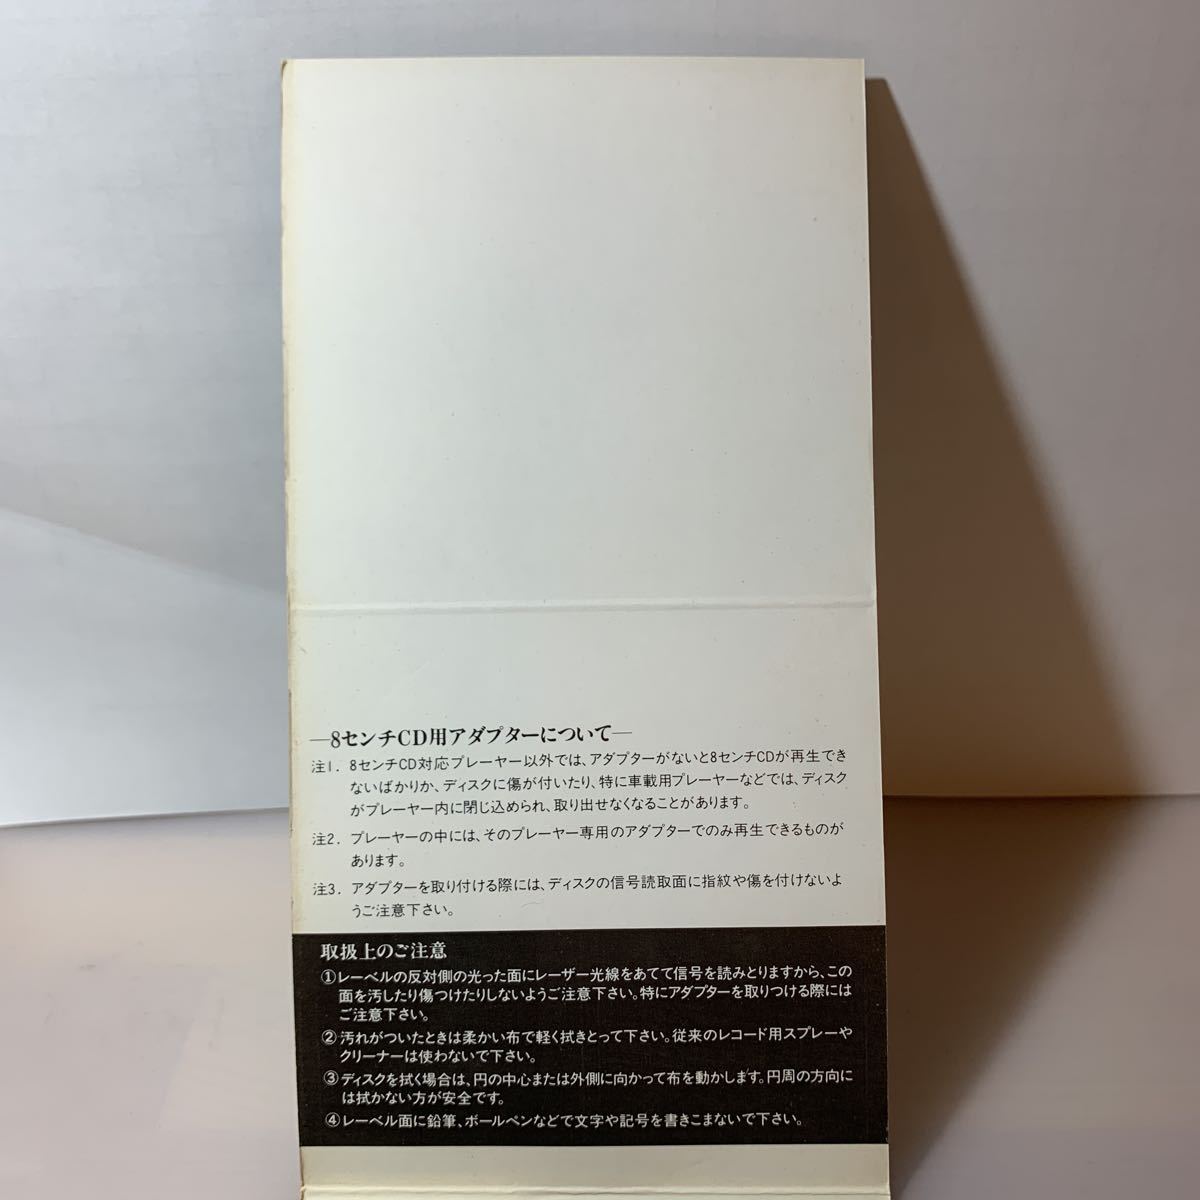 —8センチCD用アダプターについて—
注1. 8センチCD対応プレーヤー以外では、アダプターがないと8センチCDが再生でき
ないばかりか、ディスクに傷が付いたり、特に車載用プレーヤーなどでは、ディスク
がプレーヤー内に閉じ込められ、取り出せなくなることがあります。
注2. プレーヤーの中には、そのプレーヤー専用のアダプターでのみ再生できるものが
あります。
注3. アダプターを取り付ける際には、ディスクの信号読取面に指紋や傷を付けないよ
うご注意下さい。
取扱上のご注意
①レーベルの反対側の光った面にレーザー光線をあてて信号を読みとりますから、この
面を汚したり傷つけたりしないようご注意下さい。特にアダプターを取りつける際には
ご注意下さい。
②汚れがついたときは柔かい布で軽く拭きとって下さい。従来のレコード用スプレーや
クリーナーは使わないで下さい。
③ディスクを拭く場合は、円の中心または外側に向かって布を動かします。円周の方向に
は拭かない方が安全です。
④レーベル面に鉛筆、ボールペンなどで文字や記号を書きこまないで下さい。